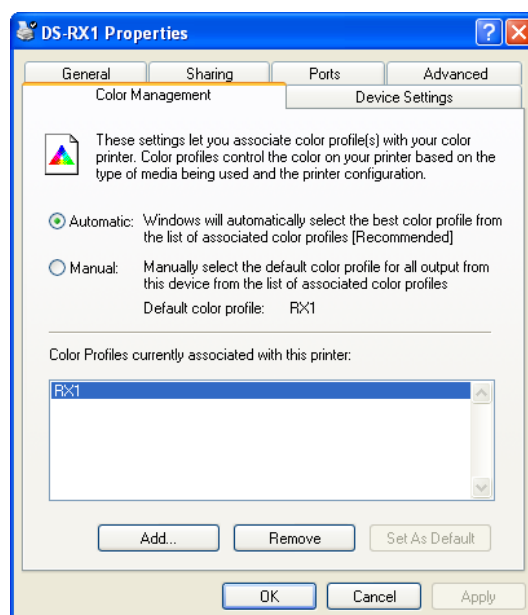 DS-RX1 Properties
General Sharing Ports Advanced
Color Management Device Settings
These settings let you associate color profile(s) with your color
printer. Color profiles control the color on your printer based on the
type of media being used and the printer configuration.
Automatic: Windows will automatically select the best color profile from
the list of associated color profiles [Recommended]
Manual: Manually select the default color profile for all output from
this device from the list of associated color profiles
Default color profile: RX1
Color Profiles currently associated with this printer:
RX1
Add... Remove Set As Default
OK Cancel Apply